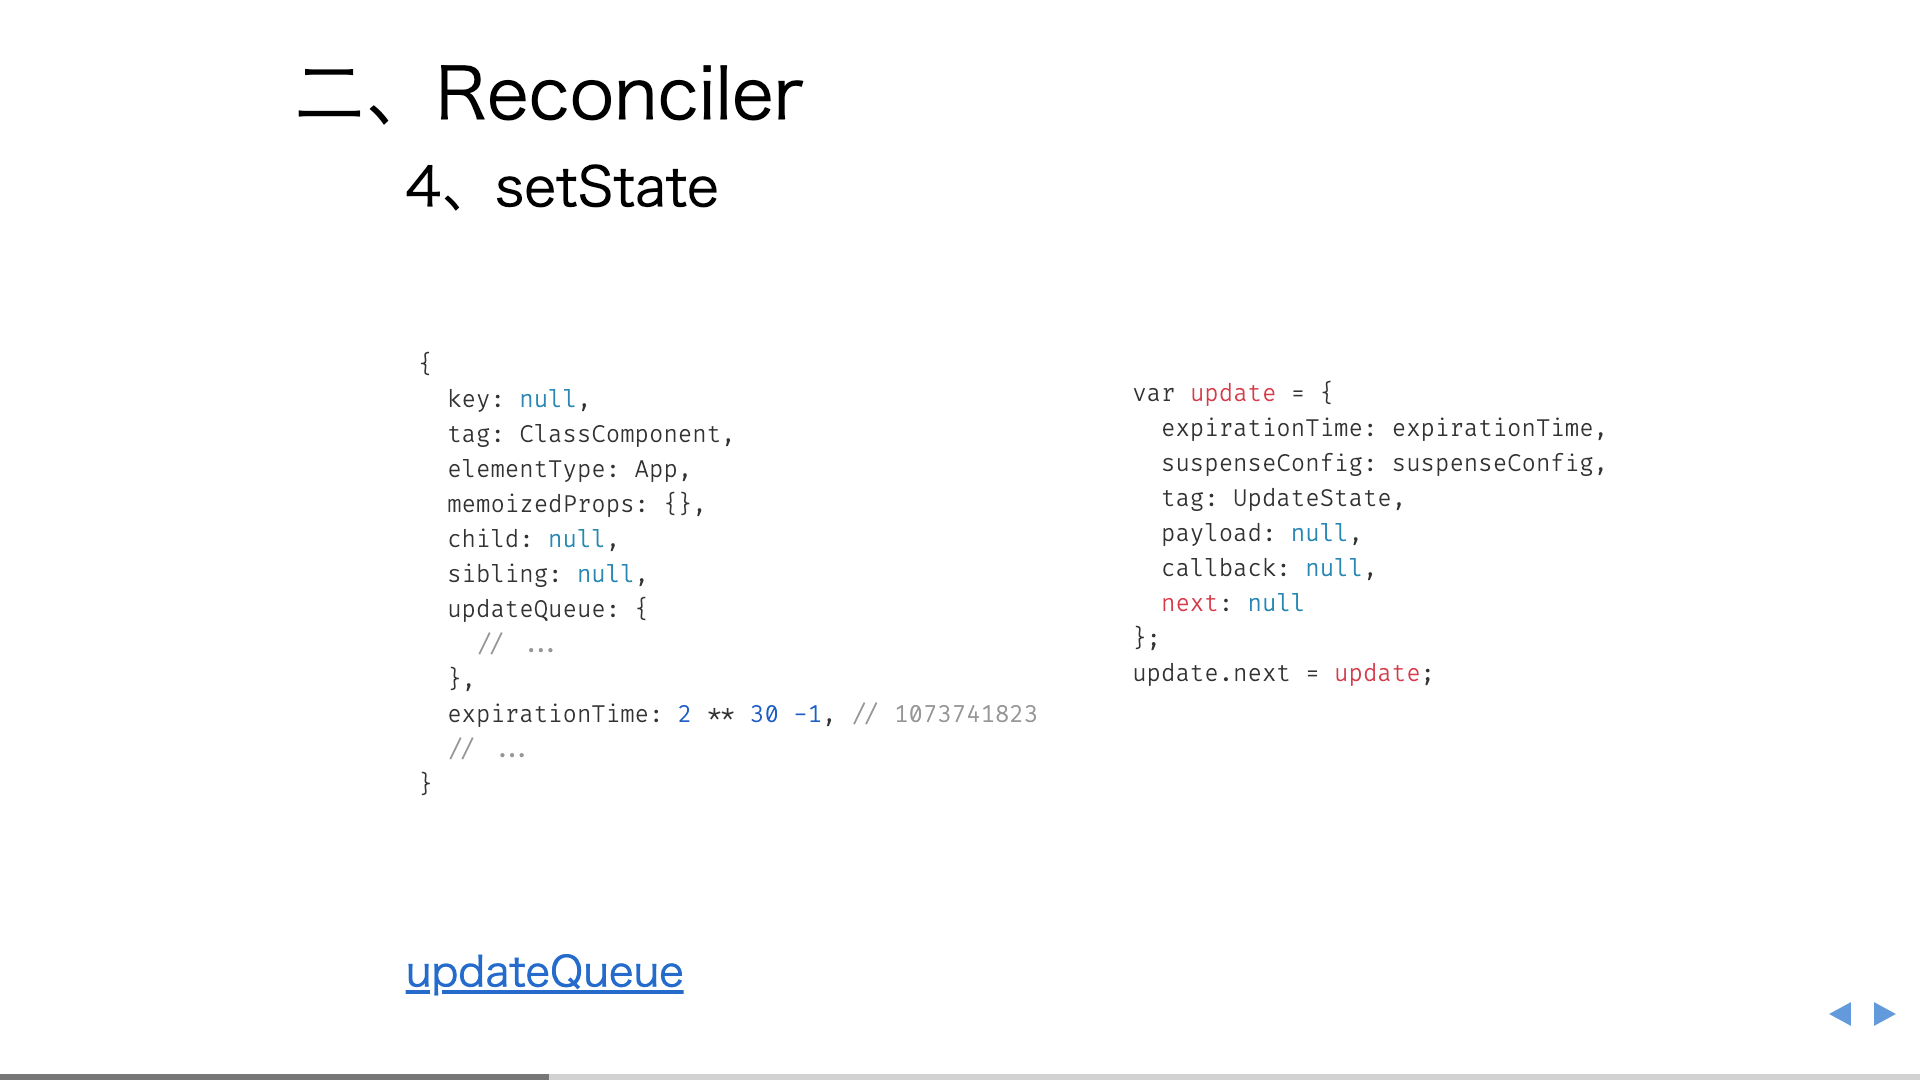 二、Reconciler
4、setState
{
  key: null,
  tag: ClassComponent,
  elementType: App,
  memoizedProps: {},
  child: null,
  sibling: null,
  updateQueue: {
    // ...
  },
  expirationTime: 2 ** 30 -1, // 1073741823
  // ...
}
var update = {
  expirationTime: expirationTime,
  suspenseConfig: suspenseConfig,
  tag: UpdateState,
  payload: null,
  callback: null,
  next: null
};
update.next = update;
updateQueue